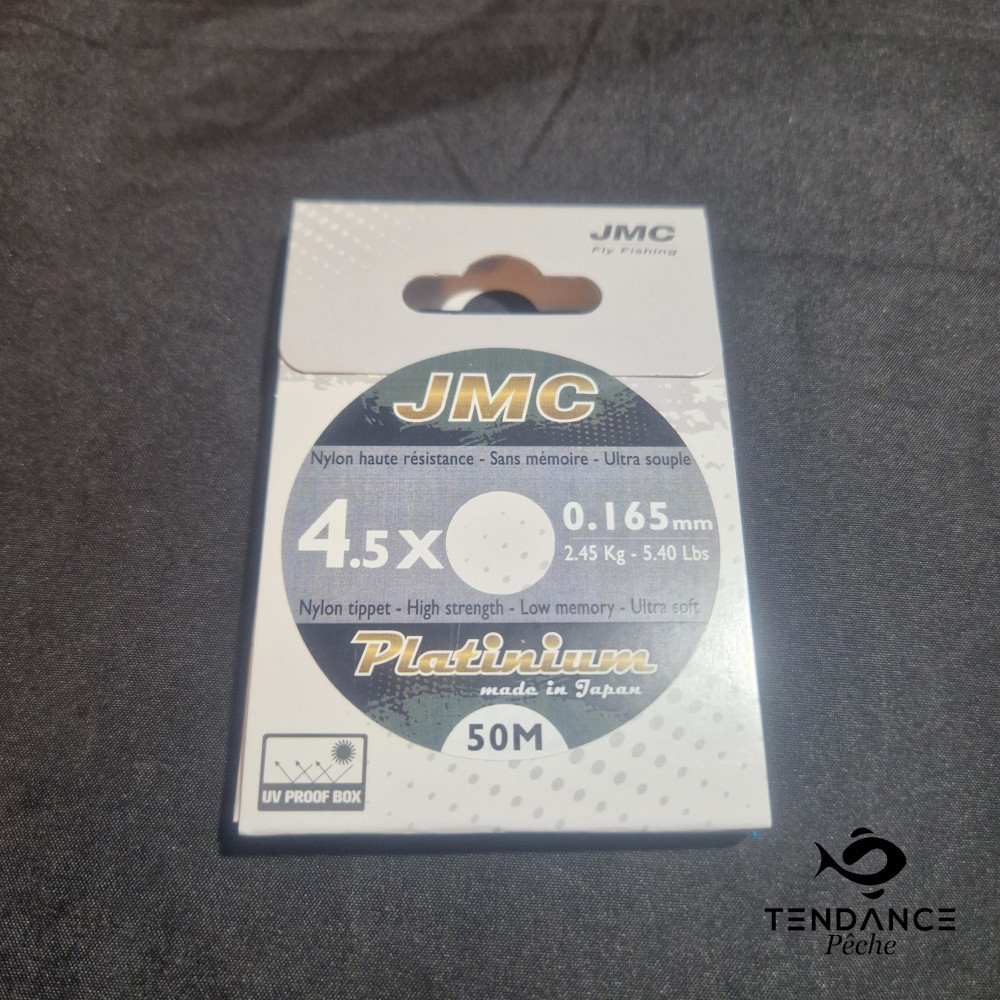 JMC
Fly Fishing
JMC
Nylon haute résistance - Sans mémoire - Ultra souple
4.5X
0.165mm
2.45 Kg - 5.40 Lbs
Nylon tippet - High strength - Low memory - Ultra soft
Platinium
made in Japan
50M
UV PROOF BOX
TENDANCE
Pêche